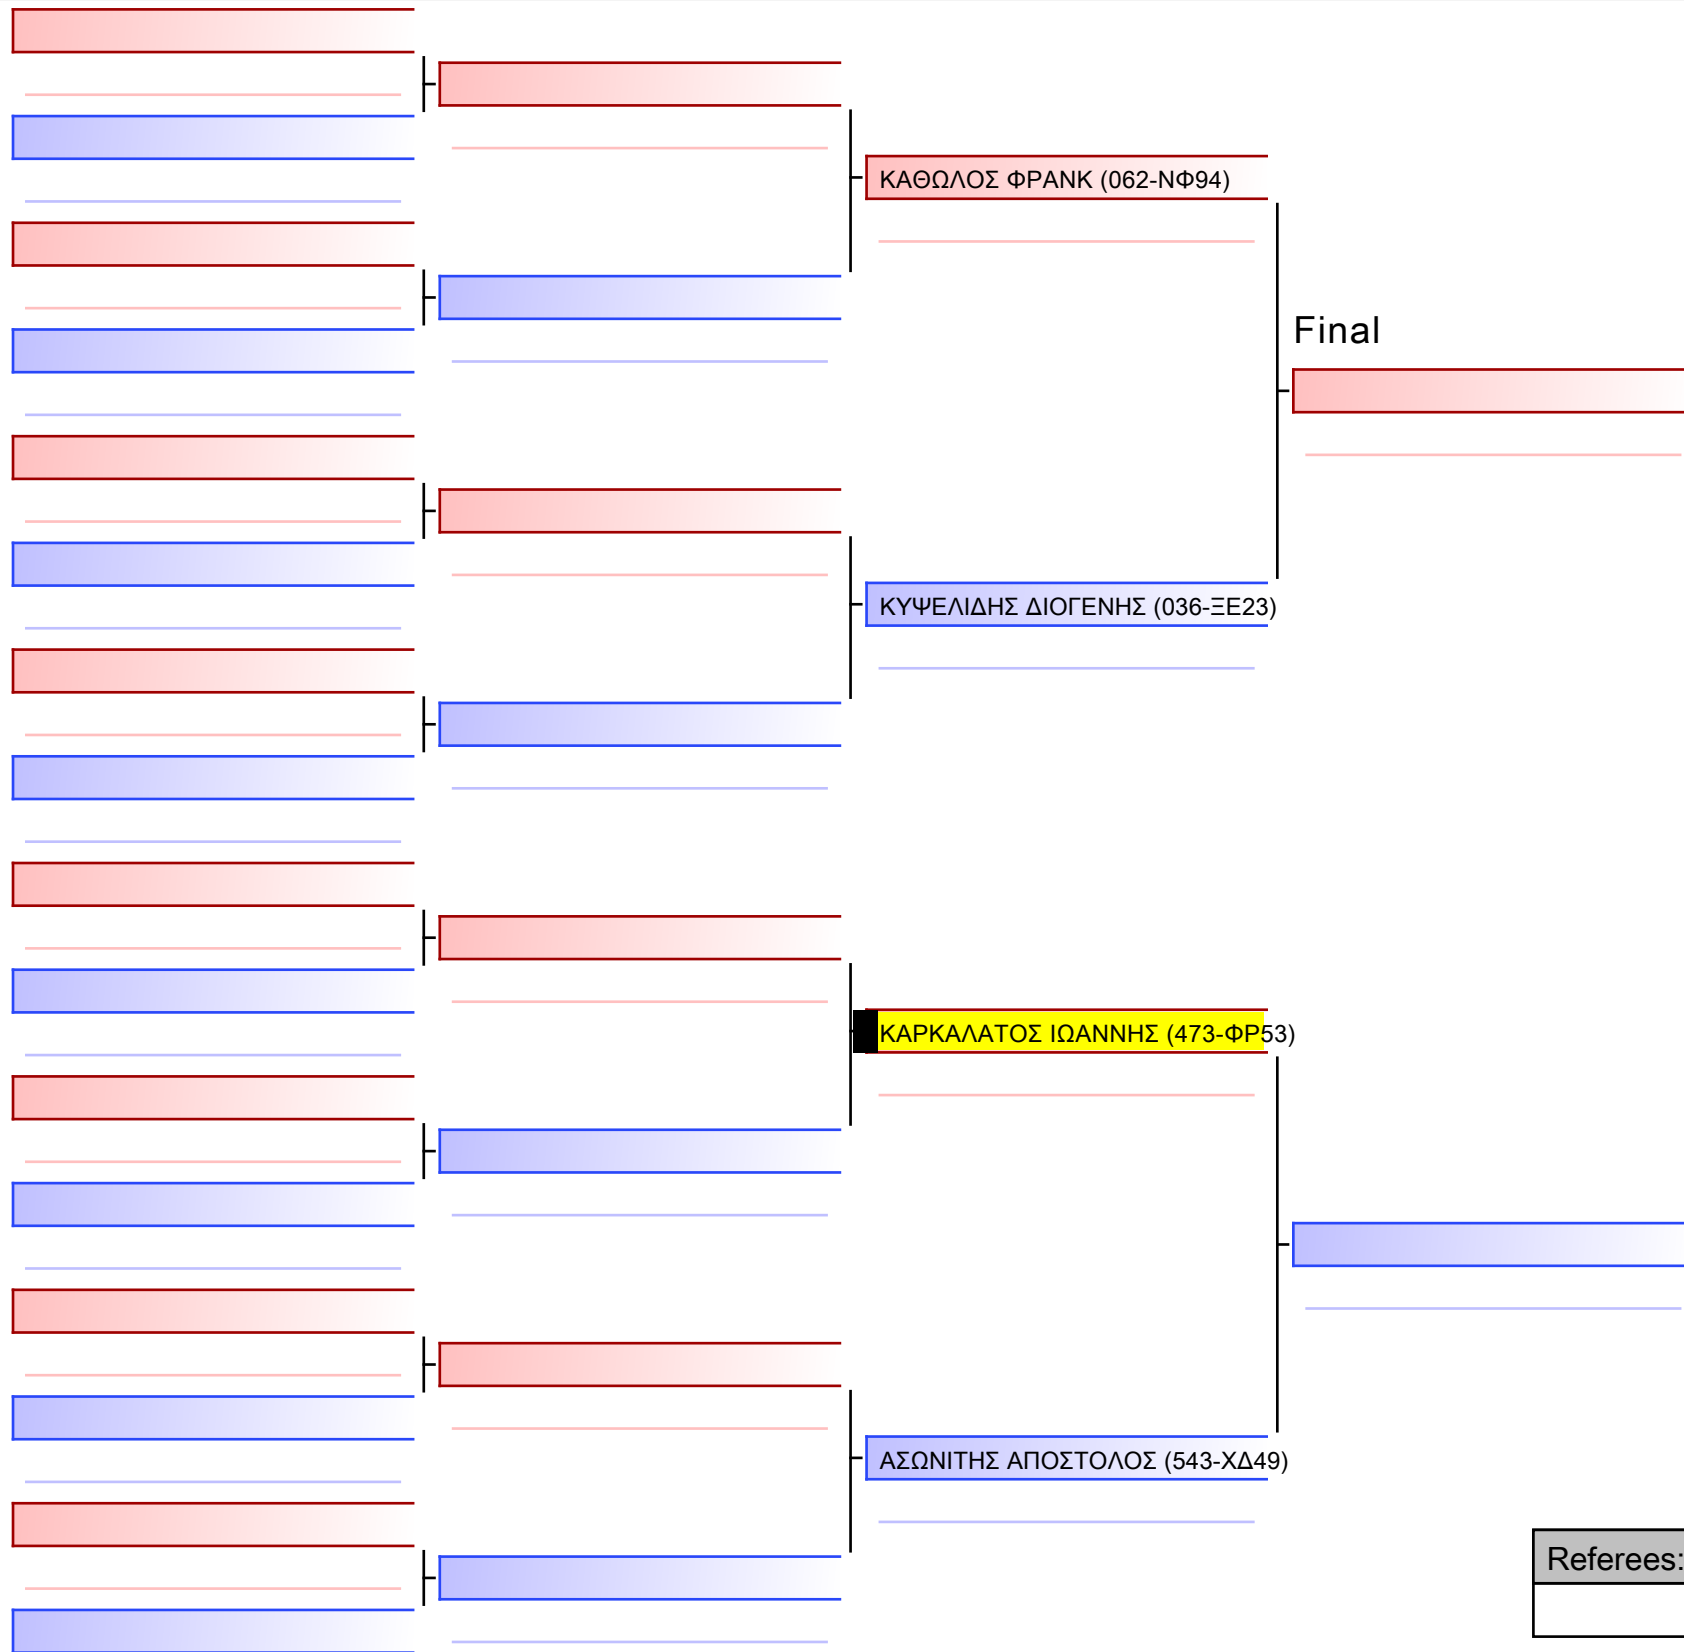 ΚΑΘΩΛΟΣ ΦΡΑΝΚ (062-ΝΦ94)
Final
ΚΥΨΕΛΙΔΗΣ ΔΙΟΓΕΝΗΣ (036-ΞΕ23)
ΚΑΡΚΑΛΑΤΟΣ ΙΩΑΝΝΗΣ (473-ΦΡ53)
ΑΣΩΝΙΤΗΣ ΑΠΟΣΤΟΛΟΣ (543-ΧΔ49)
Referees: